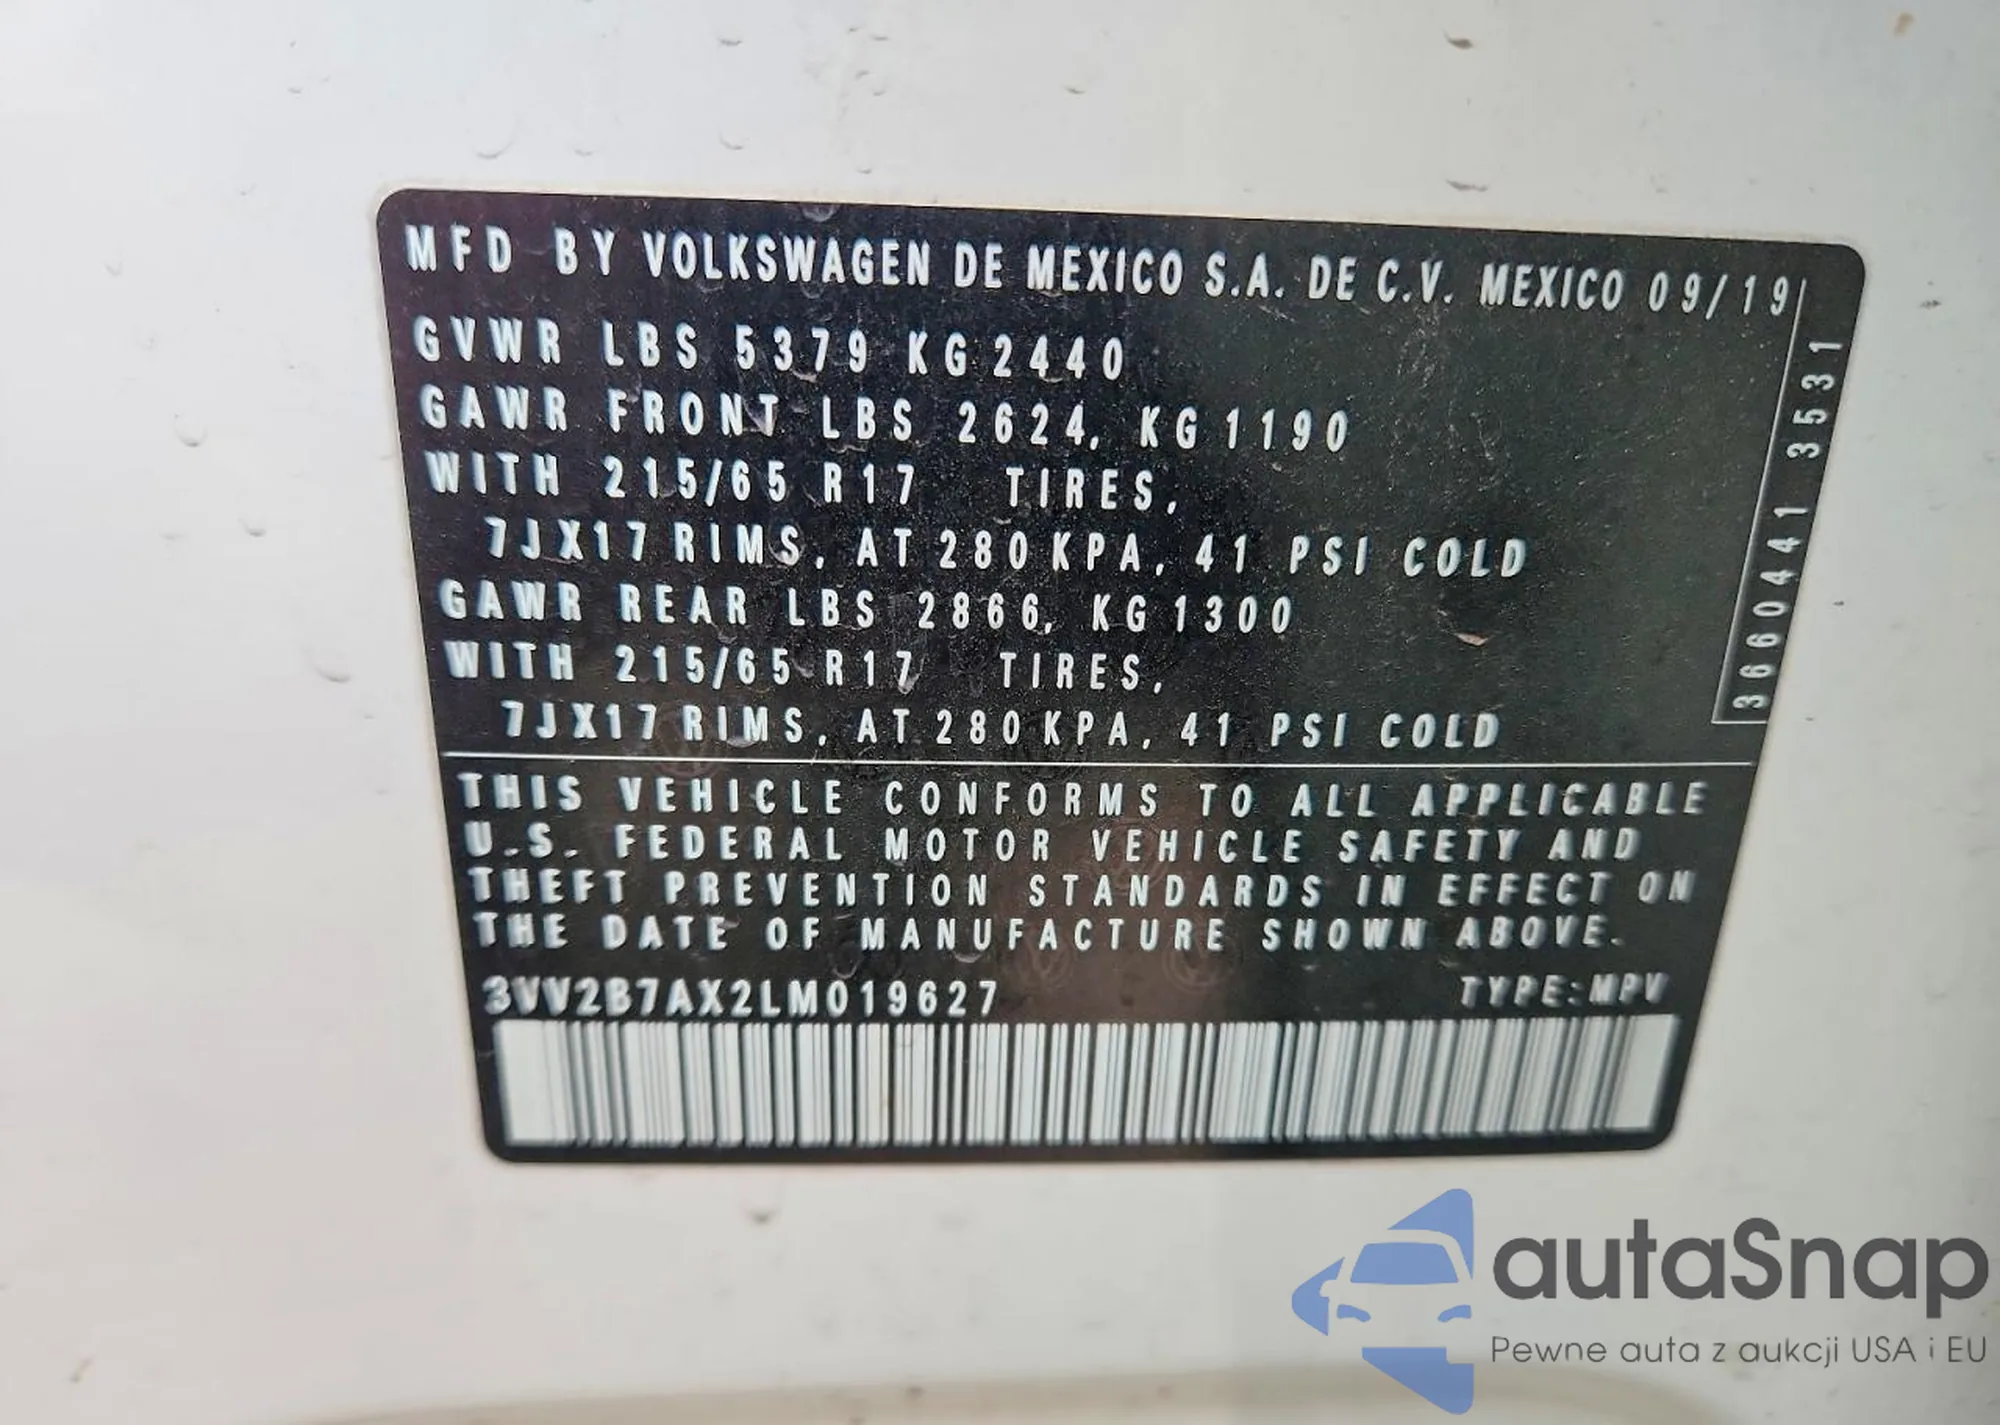 MFD BY VOLKSWAGEN DE MEXICO S.A. DE C.V. MEXICO 09/19
GVWR LBS 5379 KG 2440
GAWR FRONT LBS 2624, KG 1190
WITH 215/65 R17 TIRES,
7JX17 RIMS, AT 280 KPA, 41 PSI COLD
GAWR REAR LBS 2866, KG 1300
WITH 215/65 R17 TIRES,
7JX17 RIMS, AT 280 KPA, 41 PSI COLD
3660441 3531
THIS VEHICLE CONFORMS TO ALL APPLICABLE
U.S. FEDERAL MOTOR VEHICLE SAFETY AND
THEFT PREVENTION STANDARDS IN EFFECT ON
THE DATE OF MANUFACTURE SHOWN ABOVE.
3VV2B7AX2LM019627 TYPE:MPV
autaSnap
Pewne auta z aukcji USA i EU